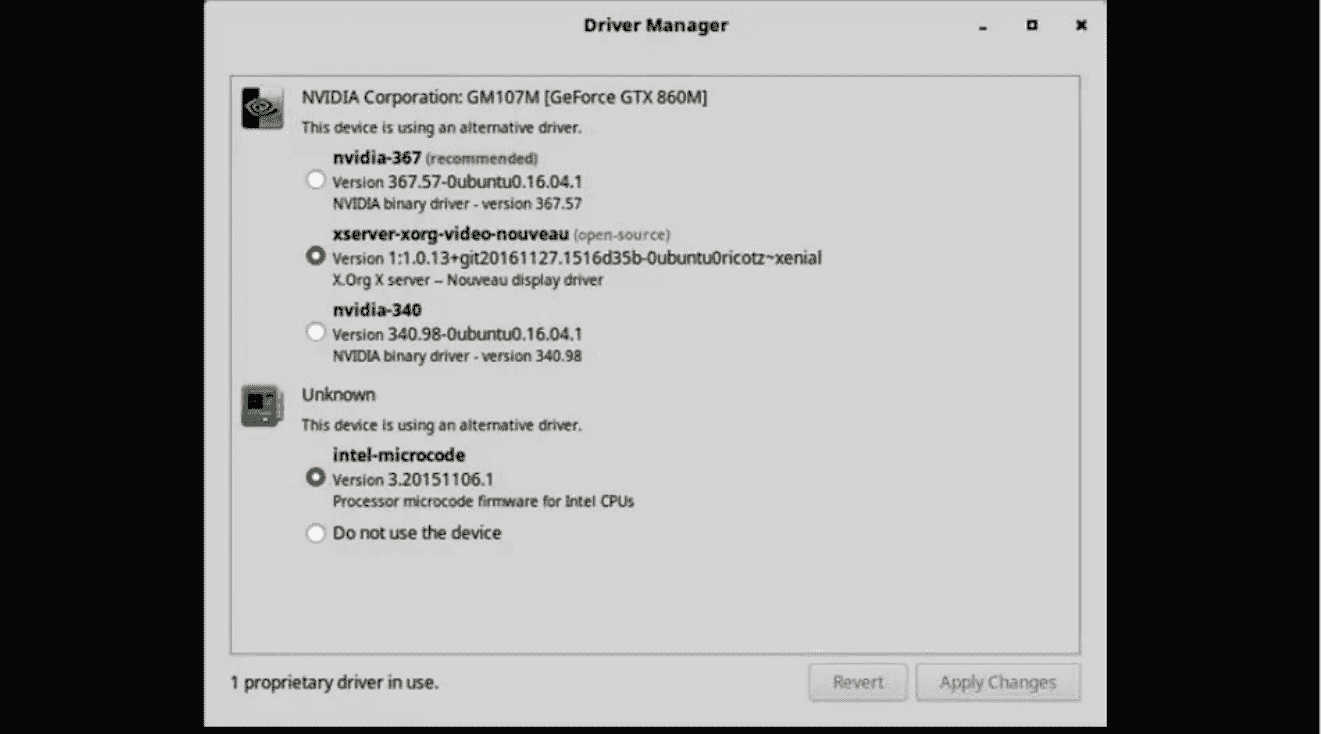 Driver Manager
NVIDIA Corporation: GM107M [GeForce GTX 860M]
This device is using an alternative driver.
nvidia-367 (recommended)
Version 367.57-0ubuntu0.16.04.1
NVIDIA binary driver - version 367.57
xserver-xorg-video-nouveau (open-source)
Version 1:1.0.13+git20161127.1516d35b-0ubuntu0ricotz~xenial
X.Org X server -- Nouveau display driver
nvidia-340
Version 340.98-0ubuntu0.16.04.1
NVIDIA binary driver - version 340.98
Unknown
This device is using an alternative driver.
intel-microcode
Version 3.20151106.1
Processor microcode firmware for Intel CPUs
Do not use the device
1 proprietary driver in use.
Revert
Apply Changes